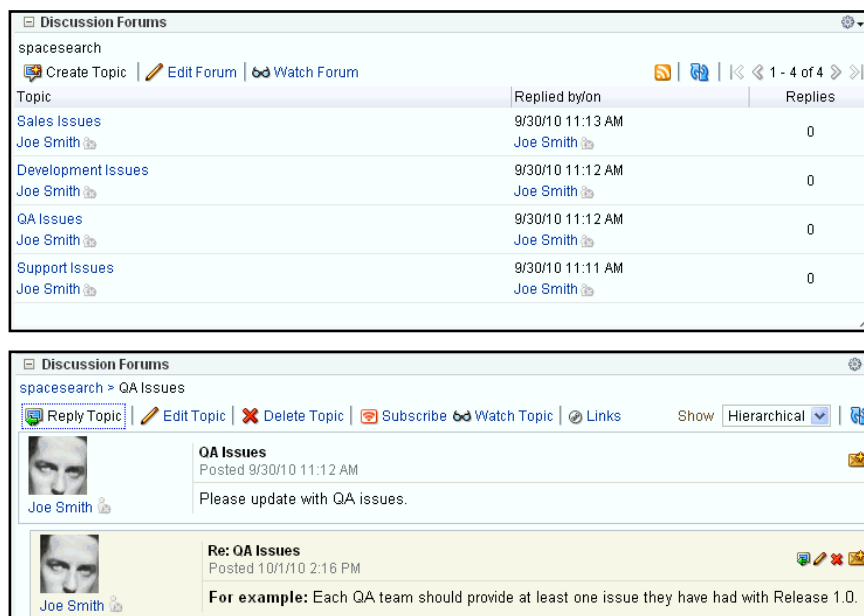 Discussion Forums
spacesearch
Create Topic Edit Forum Watch Forum 1 - 4 of 4
Topic Replied by/on Replies
Sales Issues 9/30/10 11:13 AM
Joe Smith Joe Smith 0
Development Issues 9/30/10 11:12 AM
Joe Smith Joe Smith 0
QA Issues 9/30/10 11:12 AM
Joe Smith Joe Smith 0
Support Issues 9/30/10 11:11 AM
Joe Smith Joe Smith 0
Discussion Forums
spacesearch > QA Issues
Reply Topic Edit Topic Delete Topic Subscribe Watch Topic Links Show Hierarchical
QA Issues
Posted 9/30/10 11:12 AM
Please update with QA issues.
Joe Smith
Re: QA Issues
Posted 10/1/10 2:16 PM
For example: Each QA team should provide at least one issue they have had with Release 1.0.
Joe Smith